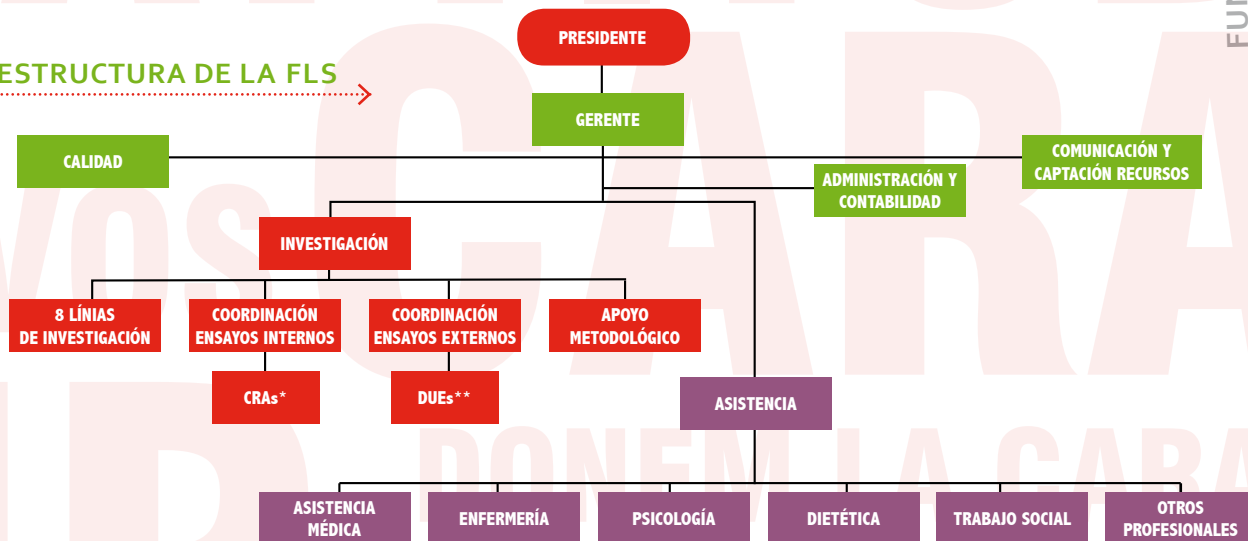 PRESIDENTE
ESTRUCTURA DE LA FLS
GERENTE
CALIDAD
COMUNICACIÓN Y
CAPTACIÓN RECURSOS
ADMINISTRACIÓN Y
CONTABILIDAD
INVESTIGACIÓN
8 LÍNIAS
DE INVESTIGACIÓN
COORDINACIÓN
ENSAYOS INTERNOS
COORDINACIÓN
ENSAYOS EXTERNOS
APOYO
METODOLÓGICO
CRAs*
DUEs**
ASISTENCIA
ASISTENCIA
MÉDICA
ENFERMERÍA
PSICOLOGÍA
DIETÉTICA
TRABAJO SOCIAL
OTROS
PROFESIONALES
DONEM LA CARA